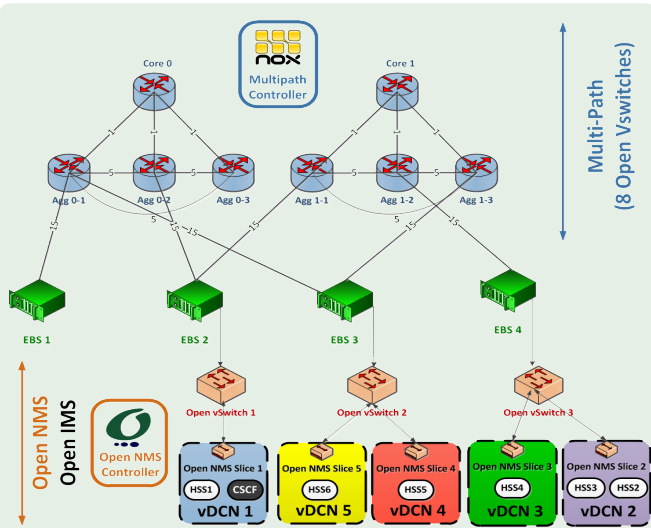 Core 0
nox
Multipath
Controller
Core 1
Multi-Path
(8 Open Vswitches)
1
1
1
1
1
1
5
5
5
5
Agg 0-1
Agg 0-2
Agg 0-3
Agg 1-1
Agg 1-2
Agg 1-3
5
5
15
15
15
15
15
15
EBS 1
EBS 2
EBS 3
EBS 4
Open NMS
Open IMS
Open NMS
Controller
Open vSwitch 1
Open vSwitch 2
Open vSwitch 3
Open NMS Slice 1
HSS1
CSCF
vDCN 1
Open NMS Slice 5
HSS6
vDCN 5
Open NMS Slice 4
HSS5
vDCN 4
Open NMS Slice 3
HSS4
vDCN 3
Open NMS Slice 2
HSS3
HSS2
vDCN 2